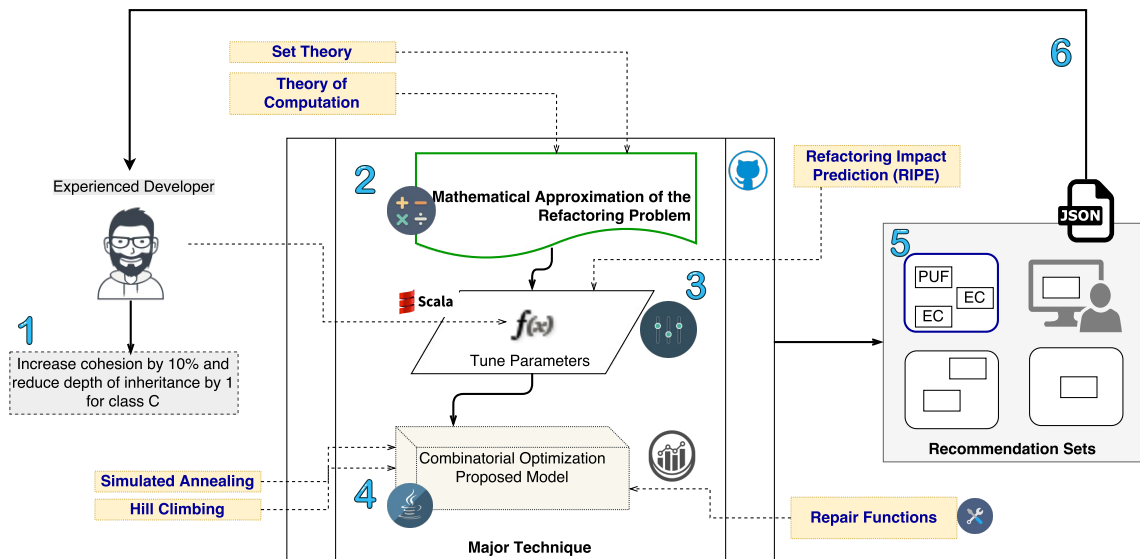 Set Theory
Theory of
Computation
6
Experienced Developer
2
Mathematical Approximation of the
Refactoring Problem
Refactoring Impact
Prediction (RIPE)
JSON
1
Increase cohesion by 10% and
reduce depth of inheritance by 1
for class C
Scala
f(x)
Tune Parameters
3
5
PUF
EC
EC
Recommendation Sets
Simulated Annealing
Hill Climbing
4
Combinatorial Optimization
Proposed Model
Repair Functions
Major Technique